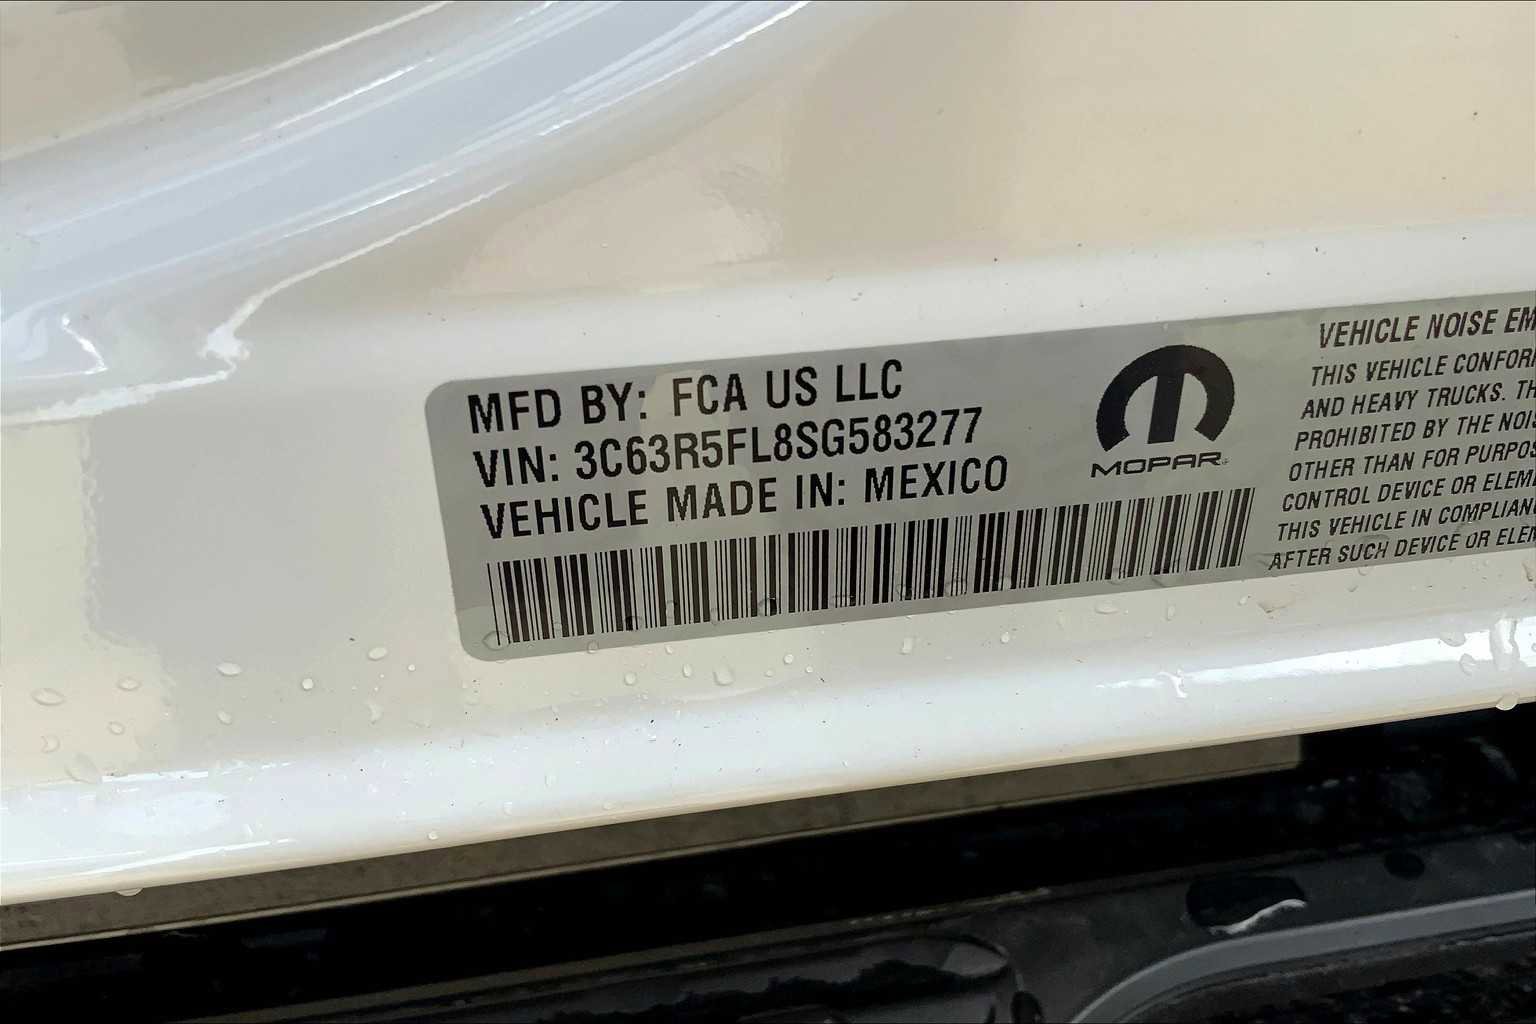 MFD BY: FCA US LLC
VIN: 3C63R5FL8SG583277
VEHICLE MADE IN: MEXICO
MOPAR
VEHICLE NOISE EM
THIS VEHICLE CONFOR
AND HEAVY TRUCKS. TH
PROHIBITED BY THE NOIS
OTHER THAN FOR PURPOS
CONTROL DEVICE OR ELEME
THIS VEHICLE IN COMPLIAN
AFTER SUCH DEVICE OR ELEM